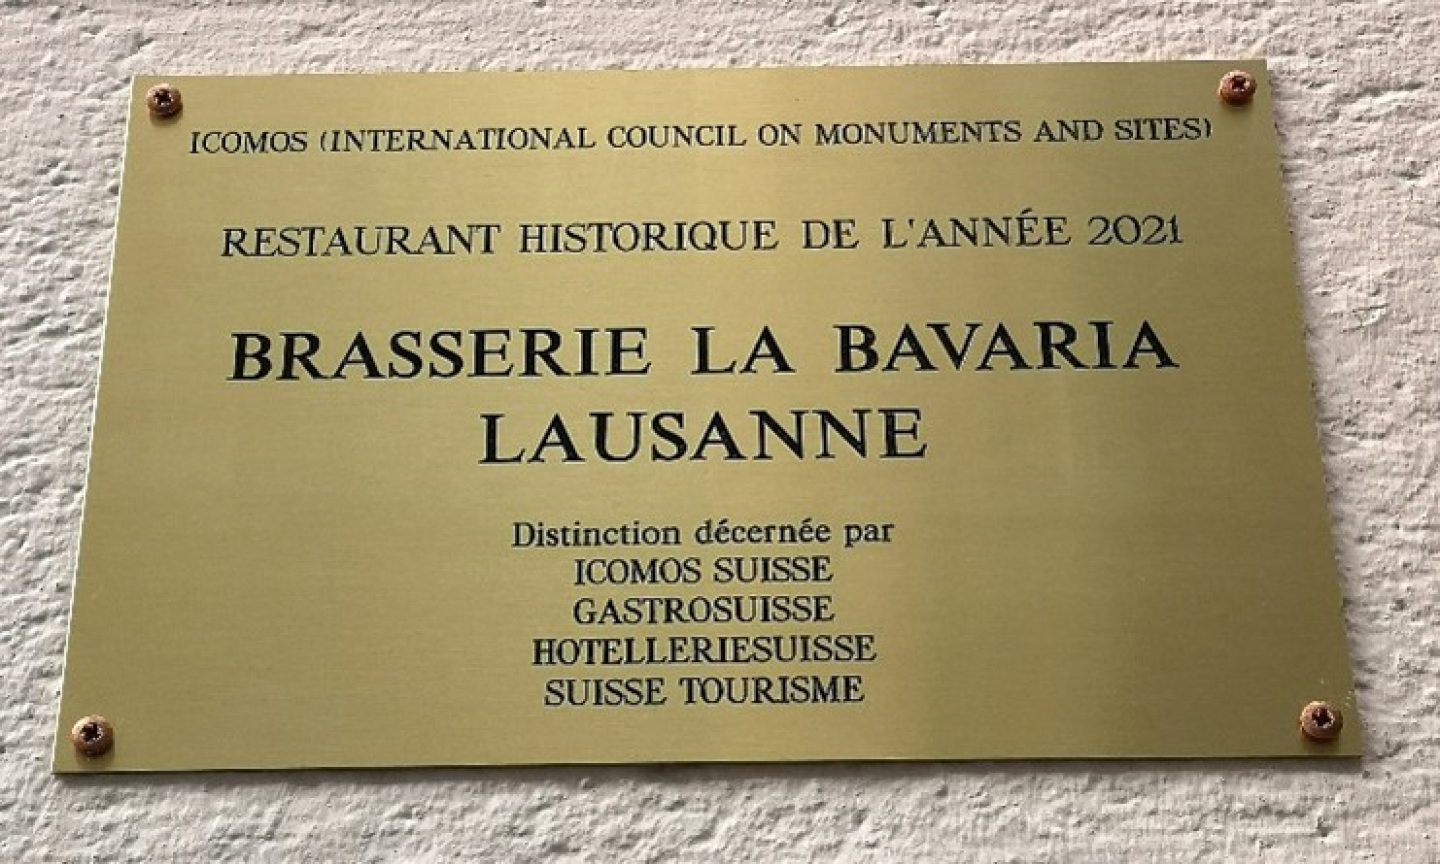 ICOMOS (INTERNATIONAL COUNCIL ON MONUMENTS AND SITES)
RESTAURANT HISTORIQUE DE L'ANNÉE 2021
BRASSERIE LA BAVARIA
LAUSANNE
Distinction décernée par
ICOMOS SUISSE
GASTROSUISSE
HOTELLERIESUISSE
SUISSE TOURISME